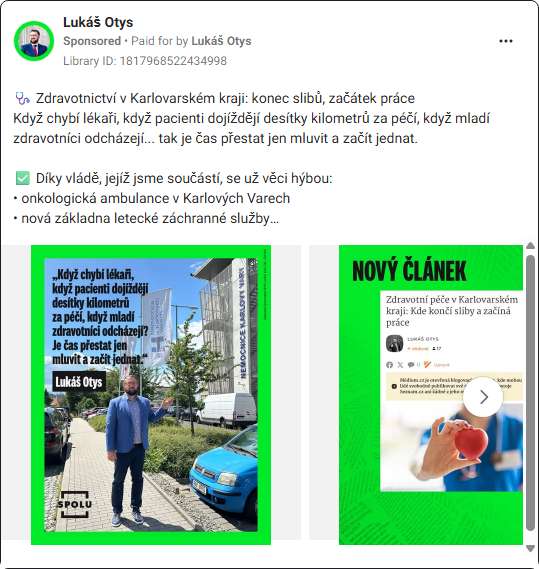 Lukáš Otys
Sponsored • Paid for by Lukáš Otys
Library ID: 1817968522434998
Zdravotnictví v Karlovarském kraji: konec slibů, začátek práce
Když chybí lékaři, když pacienti dojíždějí desítky kilometrů za péčí, když mladí
zdravotníci odcházejí... tak je čas přestat jen mluvit a začít jednat.
Díky vládě, jejíž jsme součástí, se už věci hýbou:
• onkologická ambulance v Karlových Varech
• nová základna letecké záchranné služby…
„Když chybí lékaři,
když pacienti dojíždějí
desítky kilometrů
za péčí, když mladí
zdravotníci odcházejí?
Je čas přestat jen
mluvit a začít jednat.“
Lukáš Otys
NEMOCNICE KARLOVY VARY
SPOLU
NOVÝ ČLÁNEK
Zdravotní péče v Karlovarském
kraji: Kde končí sliby a začíná
práce
LUKÁŠ OTYS
17